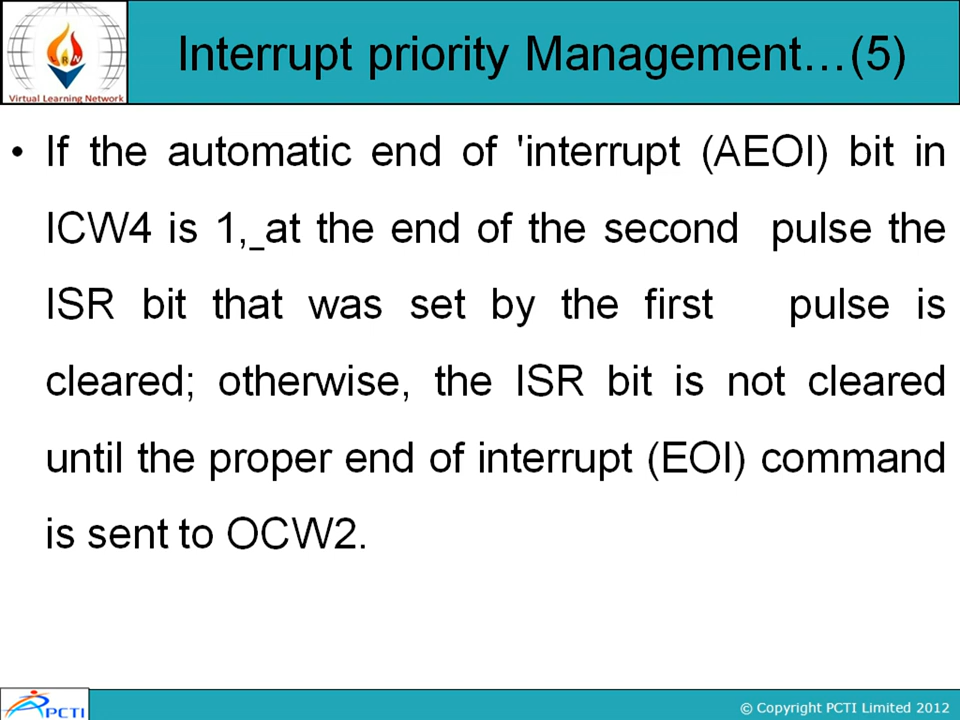 Interrupt priority Management...(5)
RN
Virtual Learning Network
• If the automatic end of 'interrupt (AEOI) bit in
ICW4 is 1,_at the end of the second pulse the
ISR bit that was set by the first pulse is
cleared; otherwise, the ISR bit is not cleared
until the proper end of interrupt (EOI) command
is sent to OCW2.
PCTI
© Copyright PCTI Limited 2012